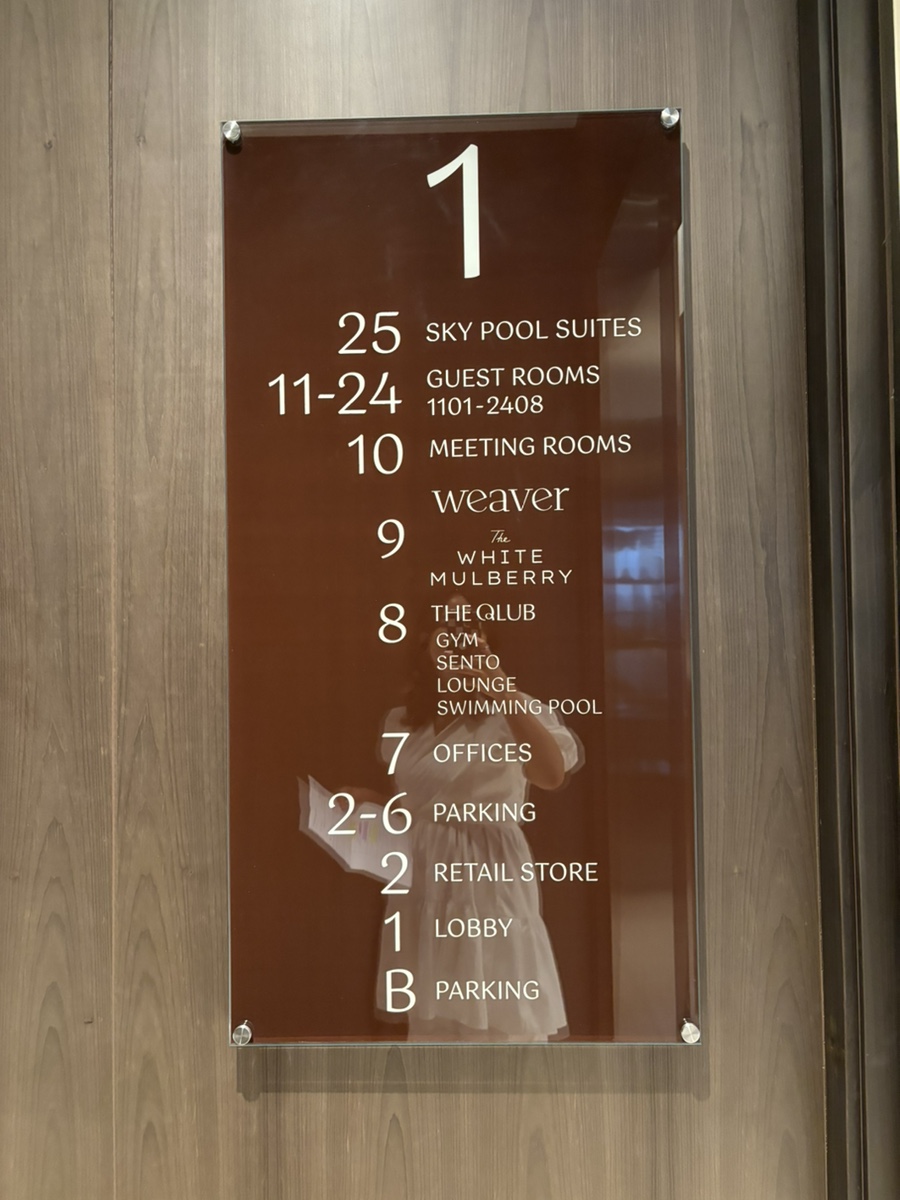 1
25 SKY POOL SUITES
11-24 GUEST ROOMS
1101-2408
10 MEETING ROOMS
weaver
9
The
WHITE
MULBERRY
8 THE QLUB
GYM
SENTO
LOUNGE
SWIMMING POOL
7 OFFICES
2-6 PARKING
2 RETAIL STORE
1 LOBBY
B PARKING